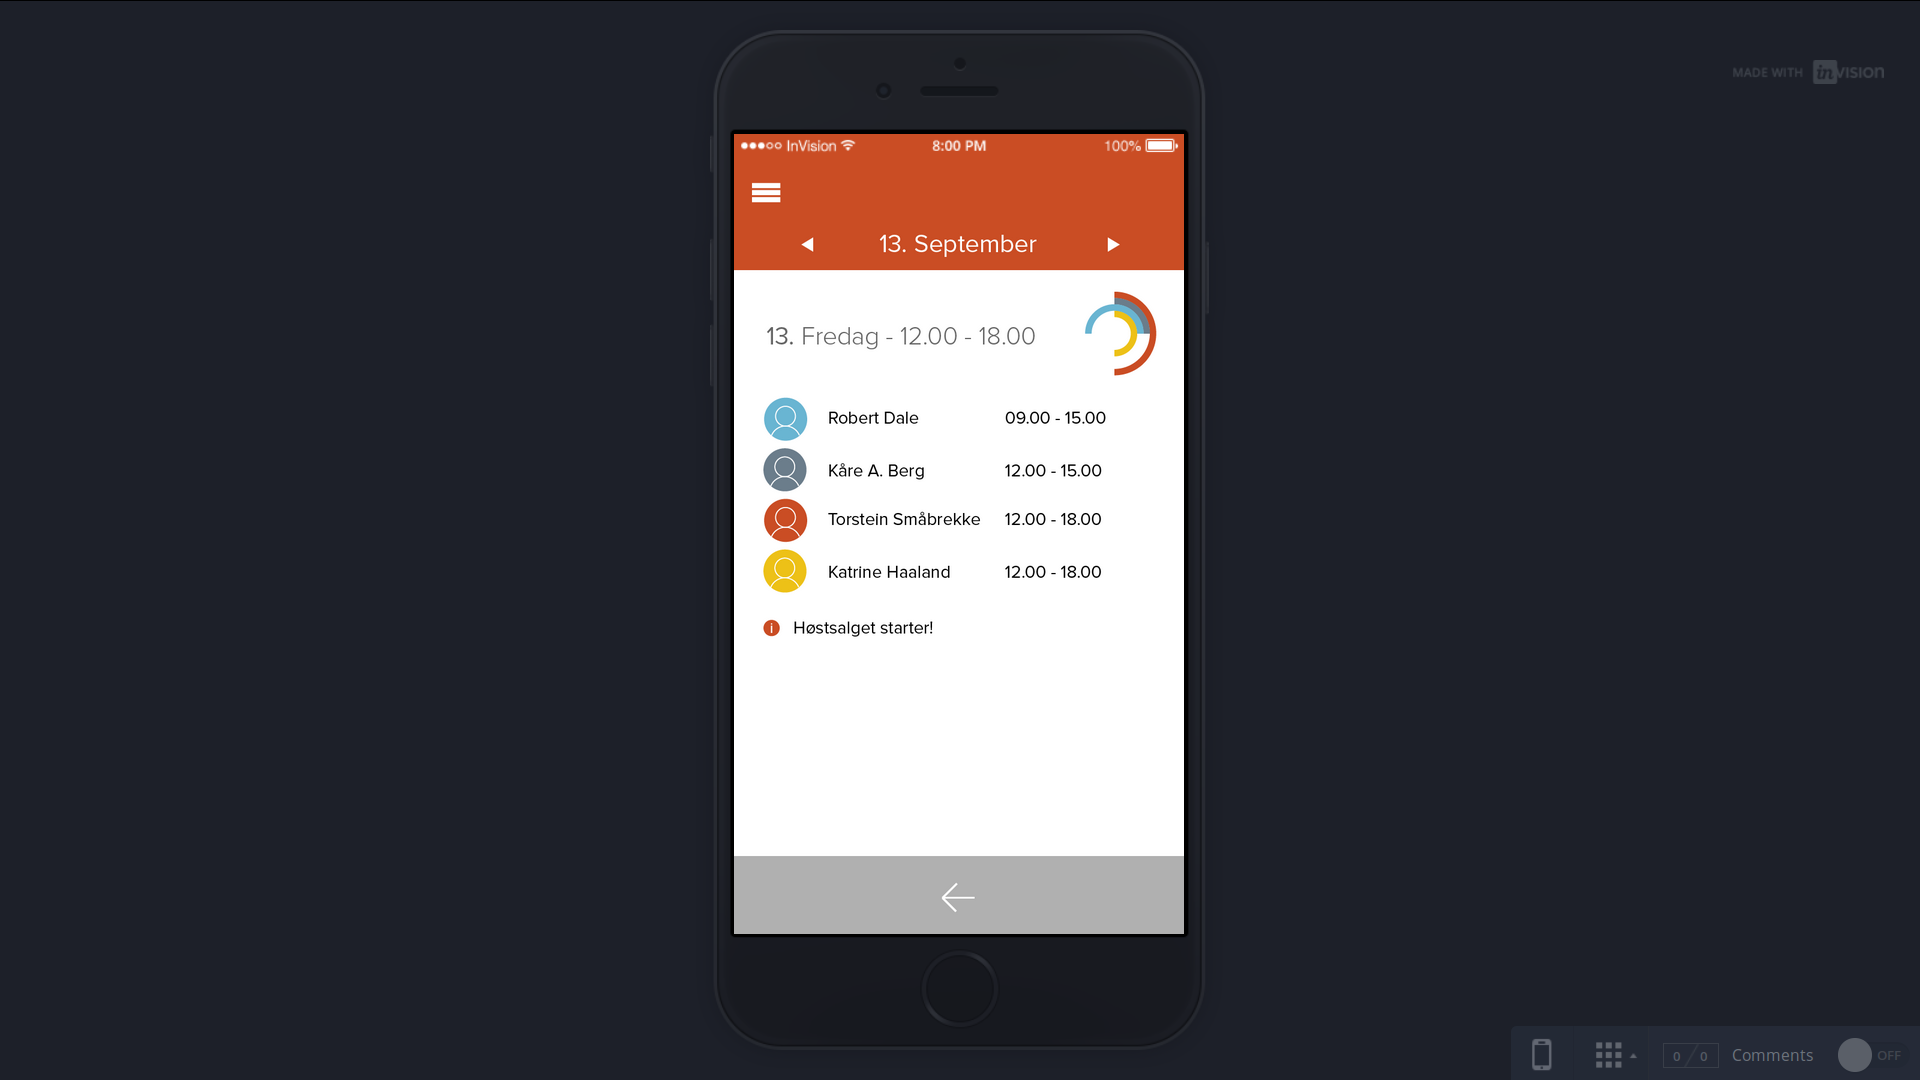 MADE WITH inVISION
InVision 8:00 PM 100%
13. September
13. Fredag - 12.00 - 18.00
Robert Dale 09.00 - 15.00
Kåre A. Berg 12.00 - 15.00
Torstein Småbrekke 12.00 - 18.00
Katrine Haaland 12.00 - 18.00
i Høstsalget starter!
0 / 0 Comments OFF